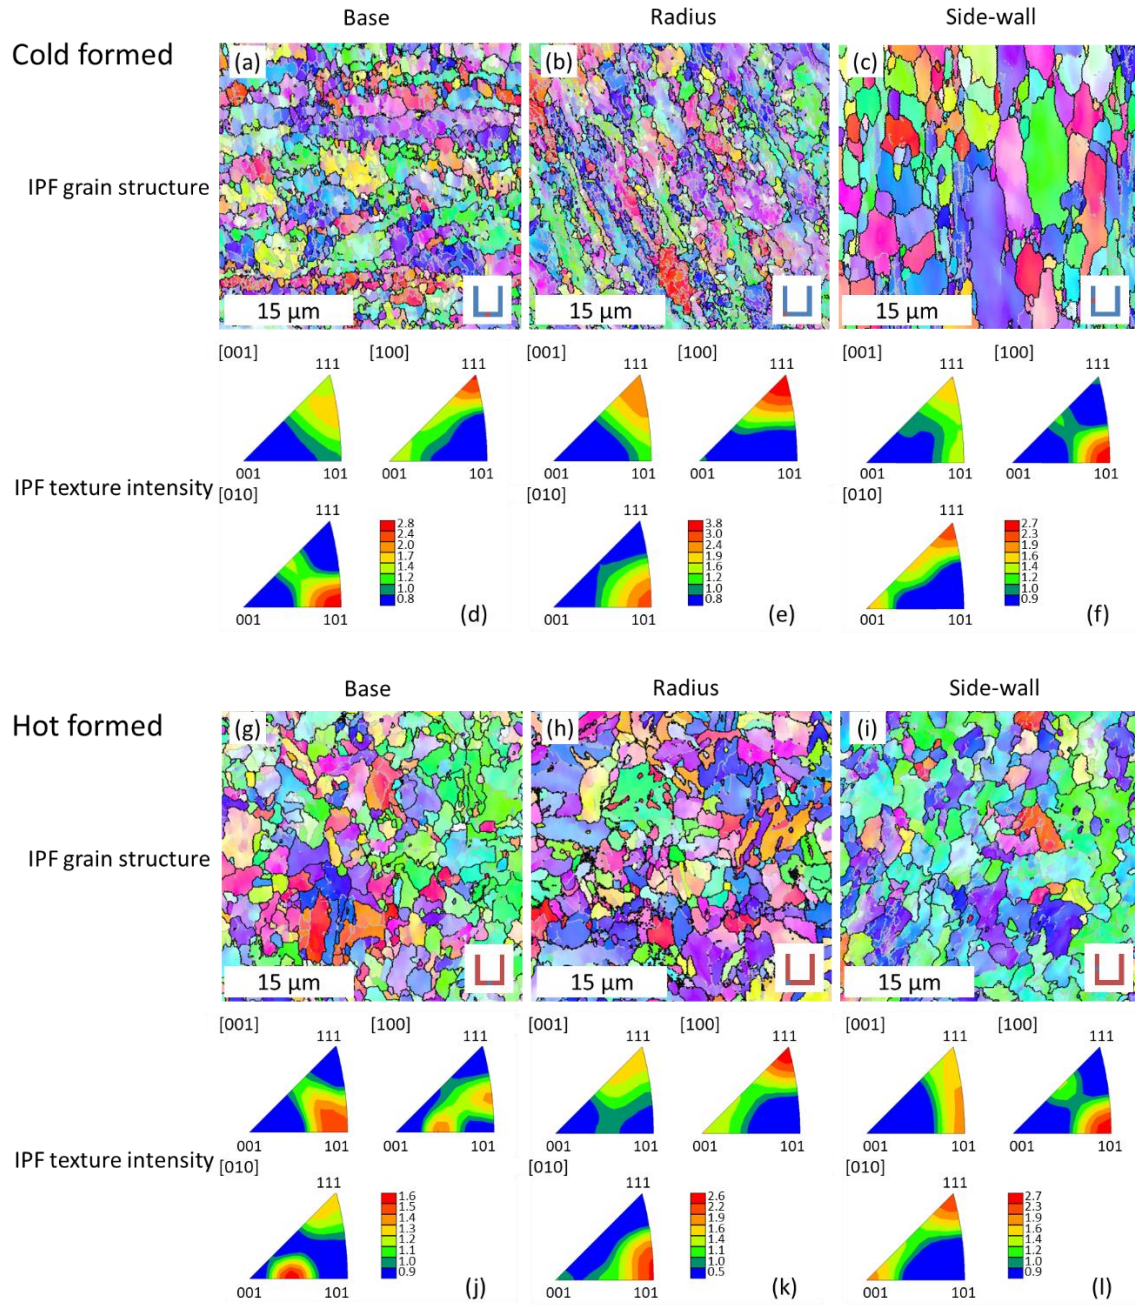 Base Radius Side-wall
Cold formed
(a) (b) (c)
IPF grain structure
15 µm 15 µm 15 µm
[001] [100] [001] [100] [001] [100]
111 111 111 111 111 111
001 101 001 101 001 101 001 101 001 101 001 101
IPF texture intensity
[010] [010] [010]
111 111 111
2.8 3.8 2.7
2.4 3.0 2.3
2.0 2.4 1.9
1.7 2.0 1.6
1.4 1.6 1.4
1.2 1.2 1.2
1.0 1.0 1.0
0.8 0.8 0.9
001 101 001 101 001 101
(d) (e) (f)
Base Radius Side-wall
Hot formed
(g) (h) (i)
IPF grain structure
15 µm 15 µm 15 µm
[001] [100] [001] [100] [001] [100]
111 111 111 111 111 111
001 101 001 101 001 101 001 101 001 101 001 101
IPF texture intensity
[010] [010] [010]
111 111 111
1.6 2.6 2.7
1.5 2.2 2.3
1.4 1.9 1.9
1.3 1.6 1.6
1.2 1.4 1.4
1.1 1.1 1.2
1.0 1.0 1.0
0.9 0.5 0.9
001 101 001 101 001 101
(j) (k) (l)